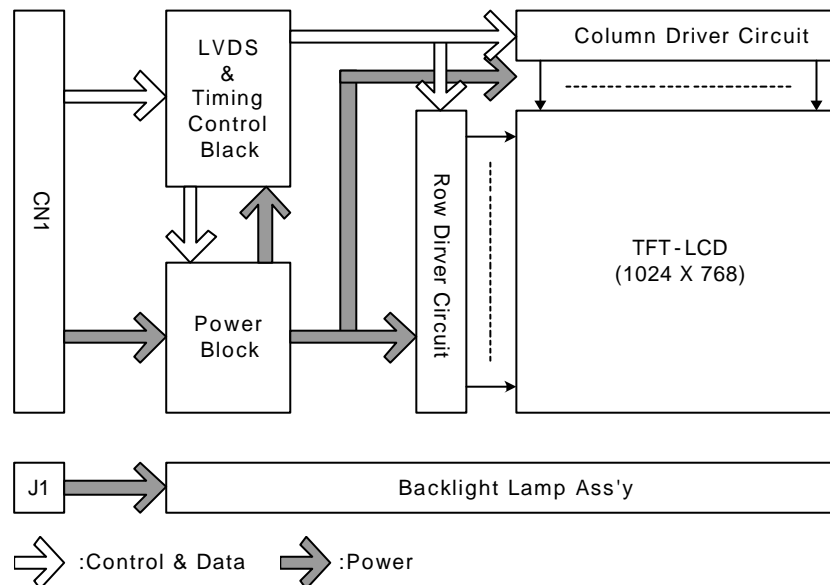 LVDS
&
Timing
Control
Black
Column Driver Circuit
CN1
Row Dirver Circuit
TFT-LCD
(1024 X 768)
Power
Block
J1
Backlight Lamp Ass'y
:Control & Data
:Power